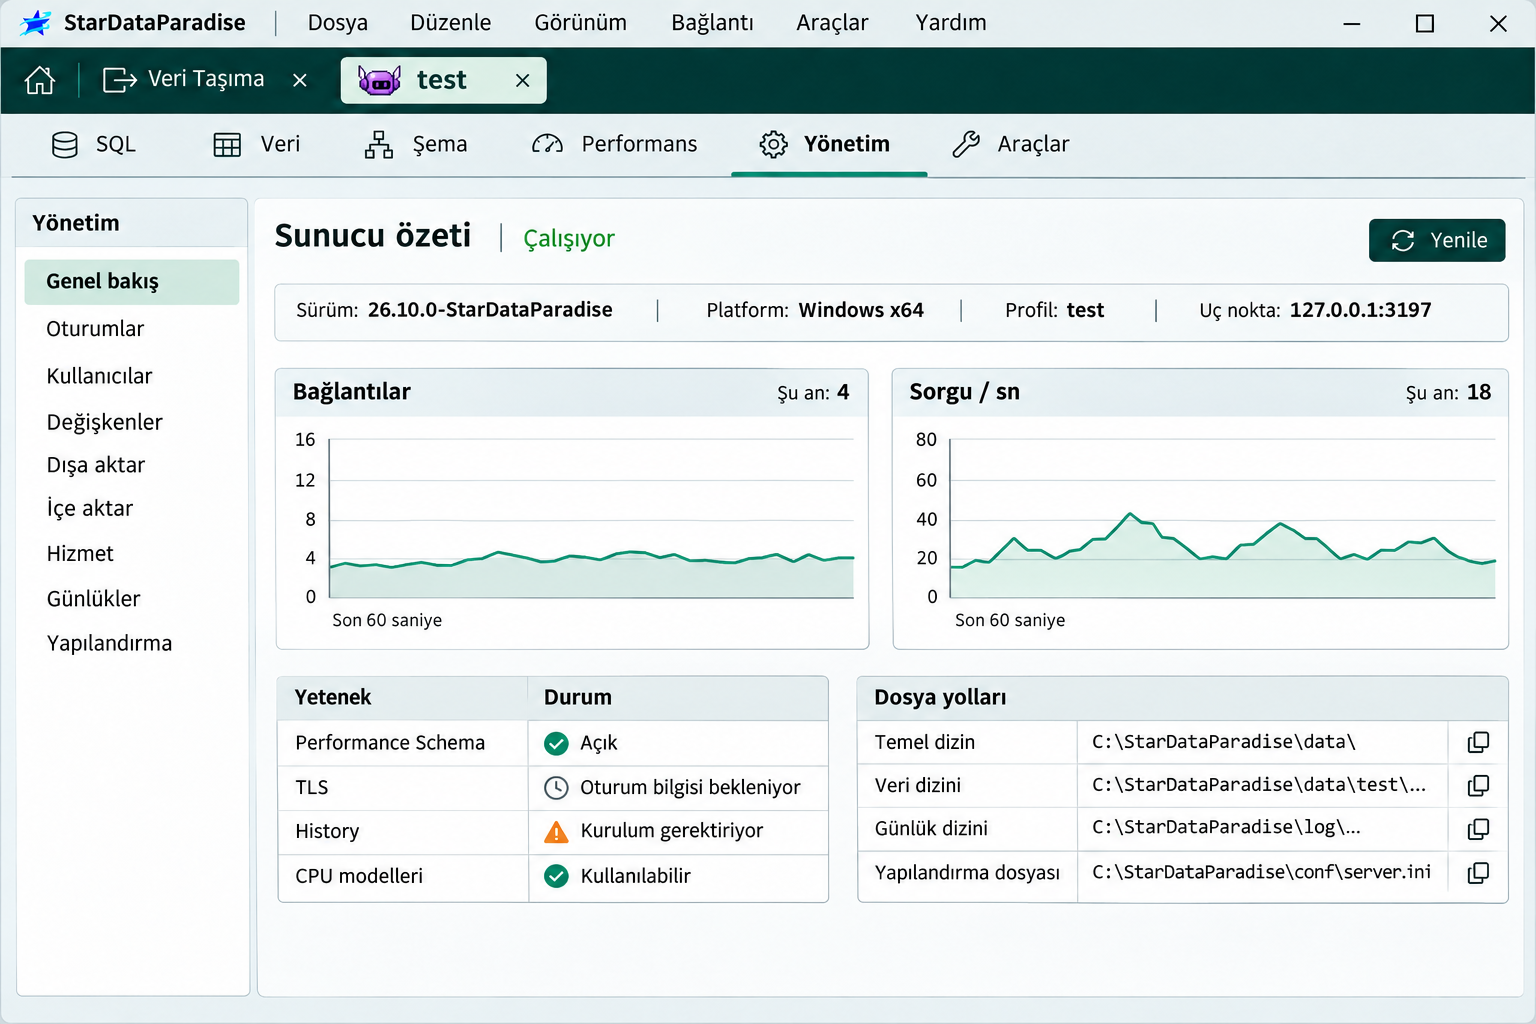 StarDataParadise
Dosya
Düzenle
Görünüm
Bağlantı
Araçlar
Yardım
Veri Taşıma
test
SQL
Veri
Şema
Performans
Yönetim
Araçlar
Yönetim
Genel bakış
Oturumlar
Kullanıcılar
Değişkenler
Dışa aktar
İçe aktar
Hizmet
Günlükler
Yapılandırma
Sunucu özeti
Çalışıyor
Yenile
Sürüm: 26.10.0-StarDataParadise
Platform: Windows x64
Profil: test
Uç nokta: 127.0.0.1:3197
Bağlantılar
Şu an: 4
16
12
8
4
0
Son 60 saniye
Sorgu / sn
Şu an: 18
80
60
40
20
0
Son 60 saniye
Yetenek
Durum
Performance Schema
Açık
TLS
Oturum bilgisi bekleniyor
History
Kurulum gerektiriyor
CPU modelleri
Kullanılabilir
Dosya yolları
Temel dizin
C:\StarDataParadise\data\
Veri dizini
C:\StarDataParadise\data\test\...
Günlük dizini
C:\StarDataParadise\log\...
Yapılandırma dosyası
C:\StarDataParadise\conf\server.ini